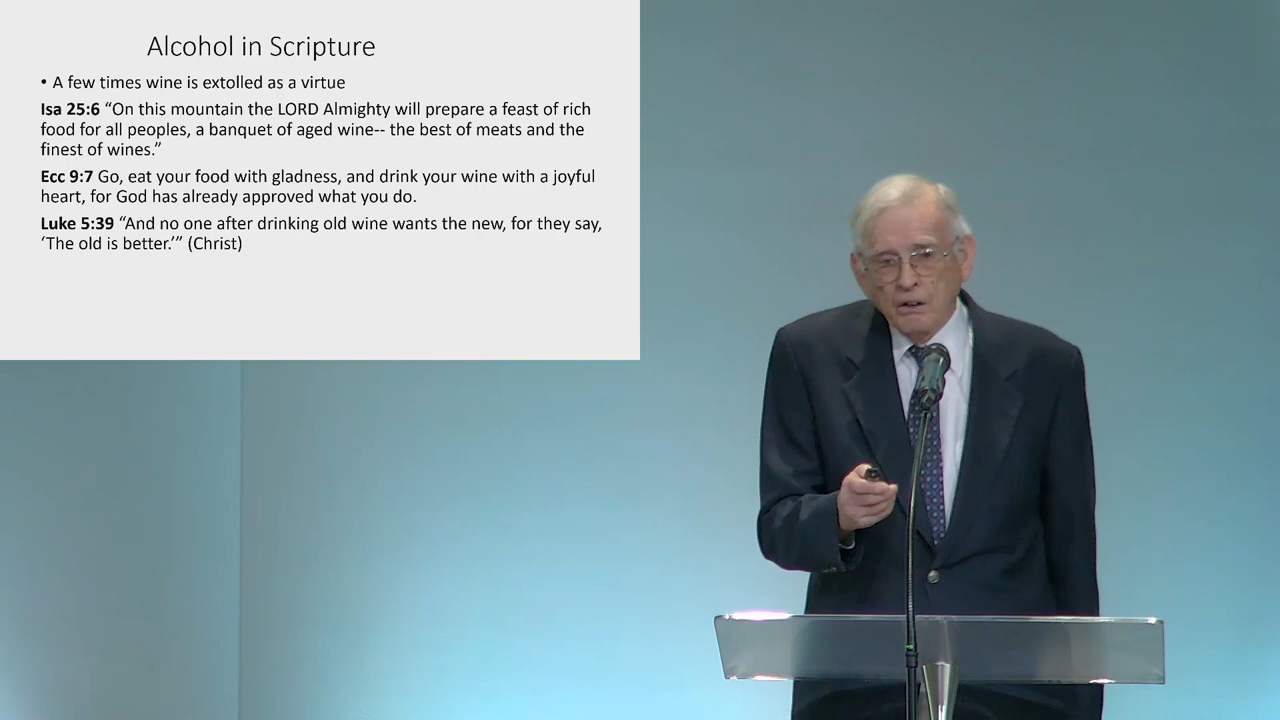 Alcohol in Scripture
• A few times wine is extolled as a virtue
Isa 25:6 “On this mountain the LORD Almighty will prepare a feast of rich
food for all peoples, a banquet of aged wine-- the best of meats and the
finest of wines.”
Ecc 9:7 Go, eat your food with gladness, and drink your wine with a joyful
heart, for God has already approved what you do.
Luke 5:39 “And no one after drinking old wine wants the new, for they say,
‘The old is better.’” (Christ)